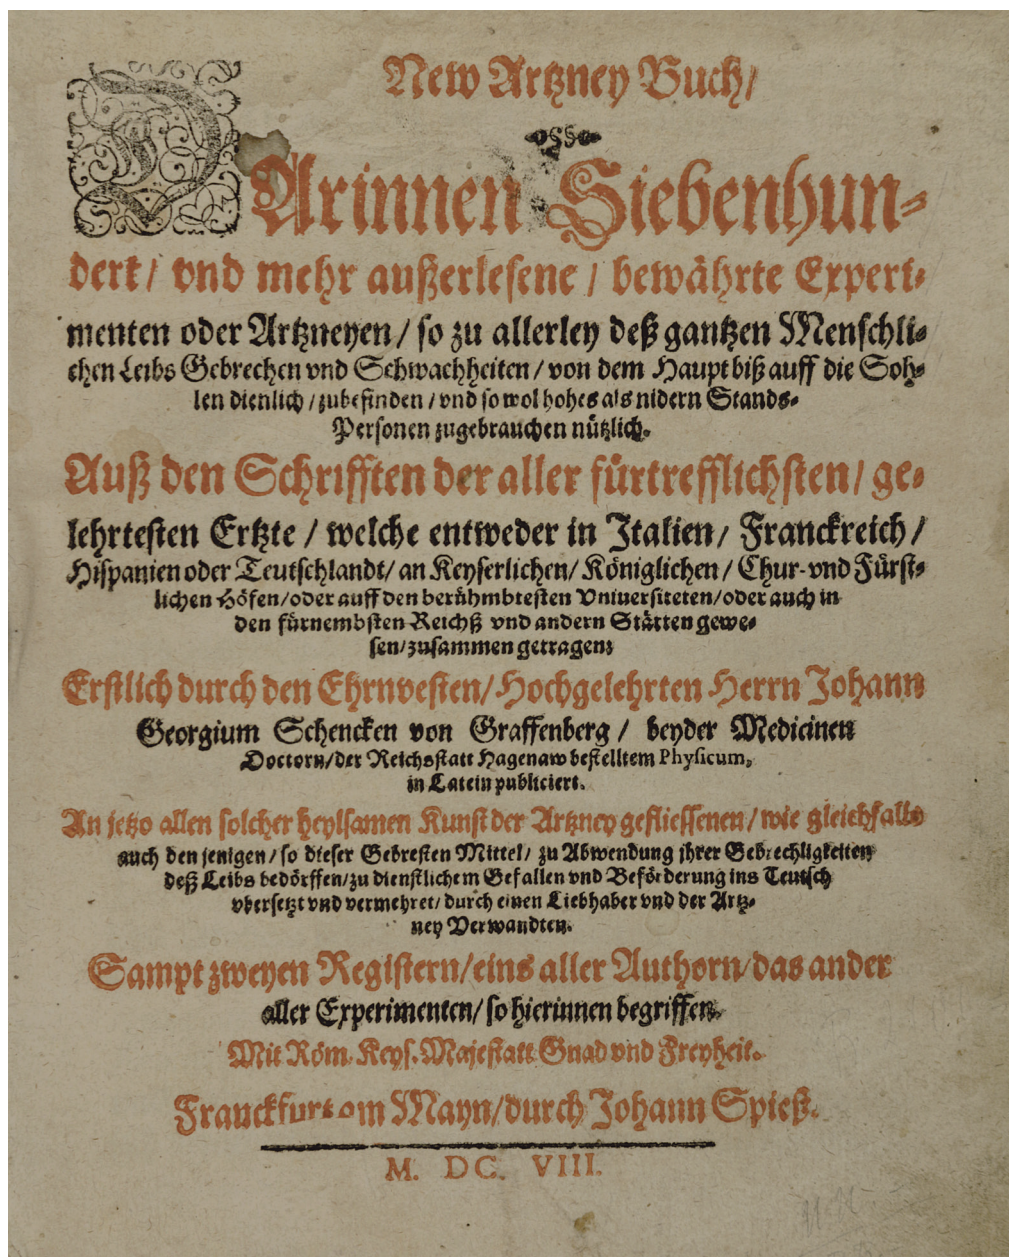 New Artzney Buch/
DArinnen Siebenhun-
dert/ vnd mehr außerlesene/ bewährte Experi-
menten oder Artzneyen/ so zu allerley deß gantzen Menschli-
chen Leibs Gebrechen vnd Schwachheiten/ von dem Haupt biß auff die Soh-
len dienlich/ zubefinden/ vnd so wol hohes als nidern Stands-
Personen zugebrauchen nützlich.
Auß den Schrifften der aller fürtrefflichsten/ ge-
lehrtesten Ertzte/ welche entweder in Italien/ Franckreich/
Hispanien oder Teutschlandt/ an Keyserlichen/ Königlichen/ Chur- vnd Fürst-
lichen Höfen/ oder auff den berühmbtesten Vniuersiteten/ oder auch in
den fürnembsten Reichß vnd andern Stätten gewe-
sen/ zusammen getragen:
Erstlich durch den Ehrnvesten/ Hochgelehrten Herrn Johann
Georgium Schencken von Graffenberg/ beyder Medicinen
Doctorn/ der Reichsstatt Hagenaw bestelltem Physicum,
in Latein publiciert.
An jetzo allen solcher heylsamen Kunst der Artzney gefliessenen/ wie gleichfalls
auch den jenigen/ so dieser Gebresten Mittel/ zu Abwendung jhrer Gebrechligkeiten
deß Leibs bedörffen/ zu dienstlichem Gefallen vnd Beförderung ins Teutsch
vbersetzt vnd vermehret/ durch einen Liebhaber vnd der Artz-
ney Verwandten.
Sampt zweyen Registern/ eins aller Authorn/ das ander
aller Experimenten/ so hierinnen begriffen.
Mit Röm. Keys. Majestatt Gnad vnd Freyheit.
Franckfurt am Mayn/ durch Johann Spieß.
M. DC. VIII.